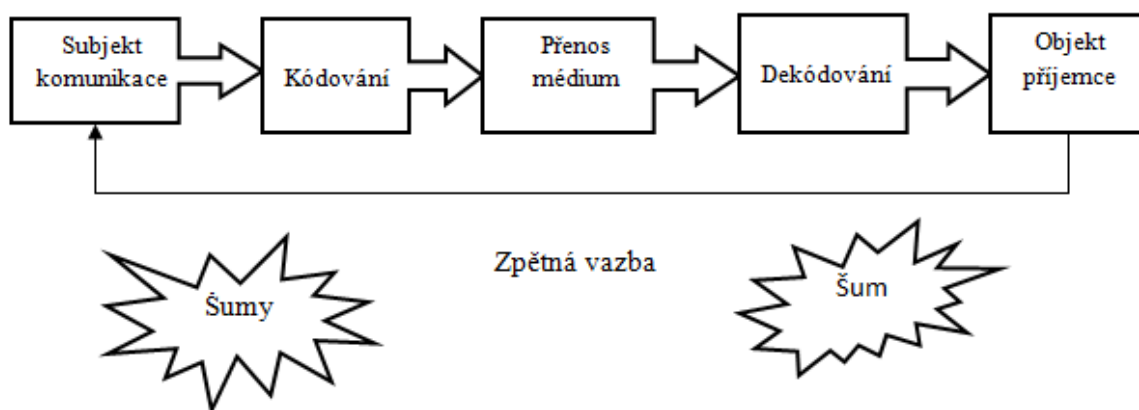 Subjekt
komunikace
Kódování
Přenos
médium
Dekódování
Objekt
příjemce
Zpětná vazba
Šumy
Šum